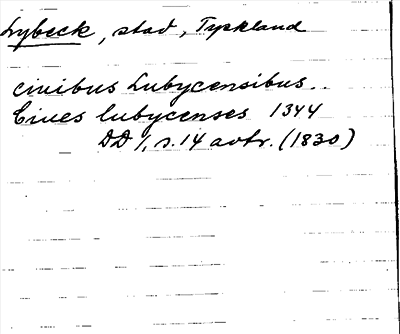 Lybeck, stad, Tyskland
civibus Lubycensibus..
Cives lubycenses 1344
DD 1, s. 14 avtr. (1830)